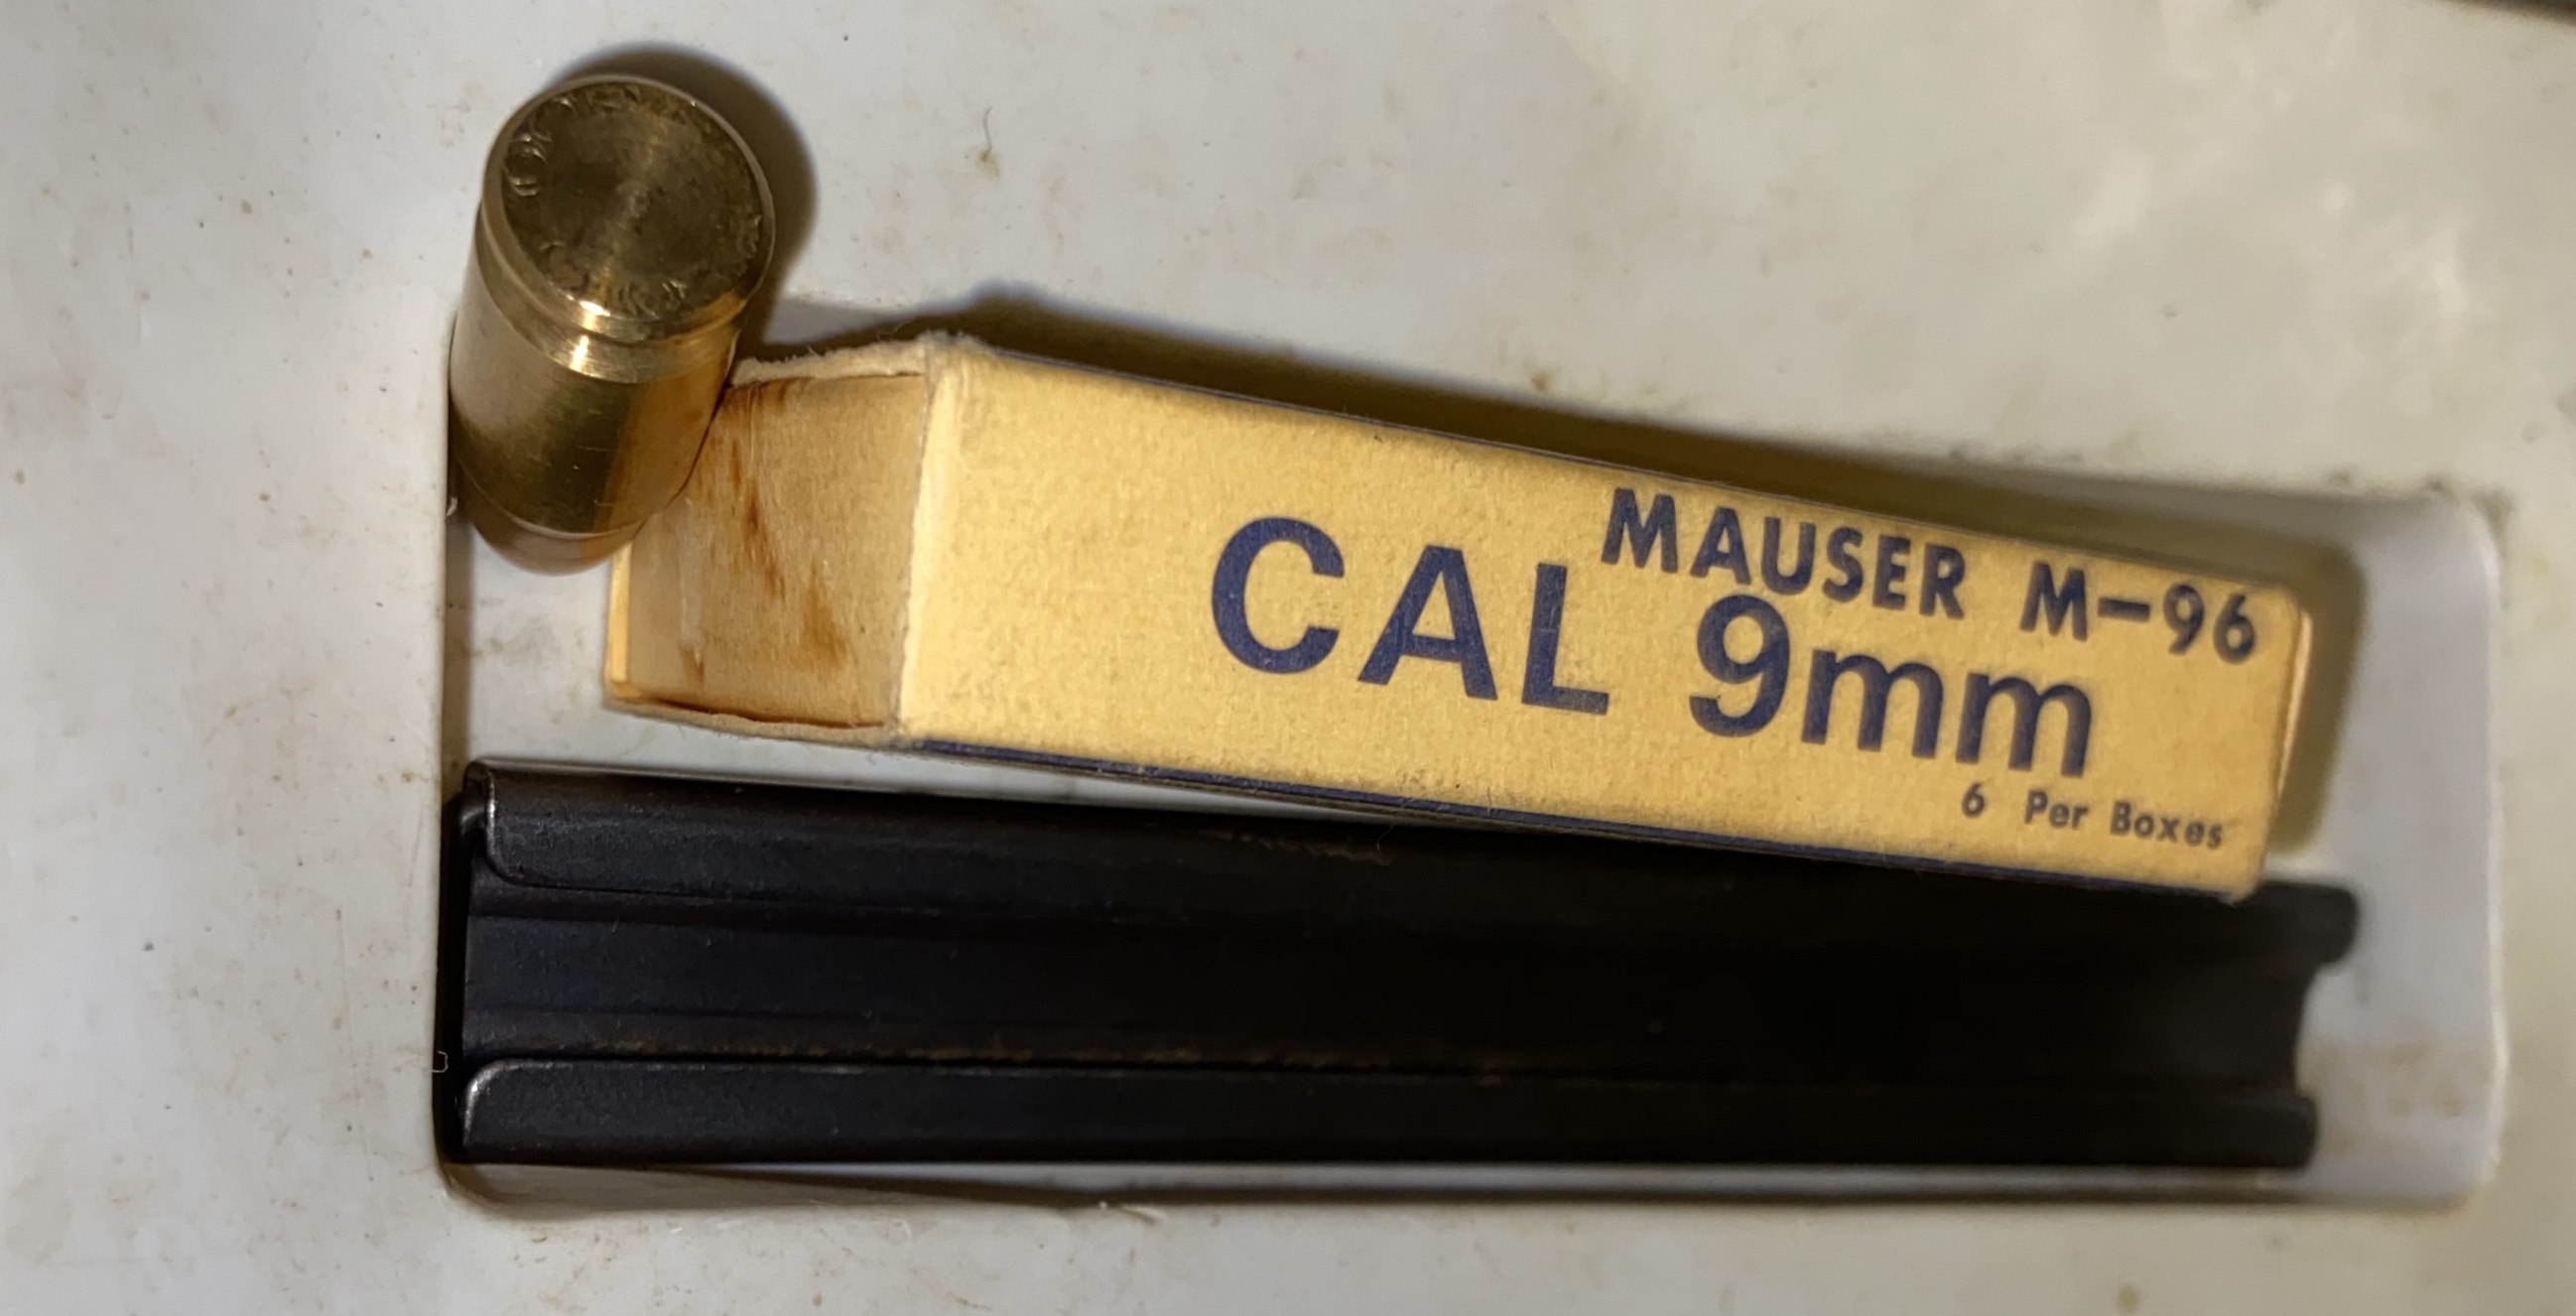 MAUSER M-96
CAL 9mm
6 Per Boxes